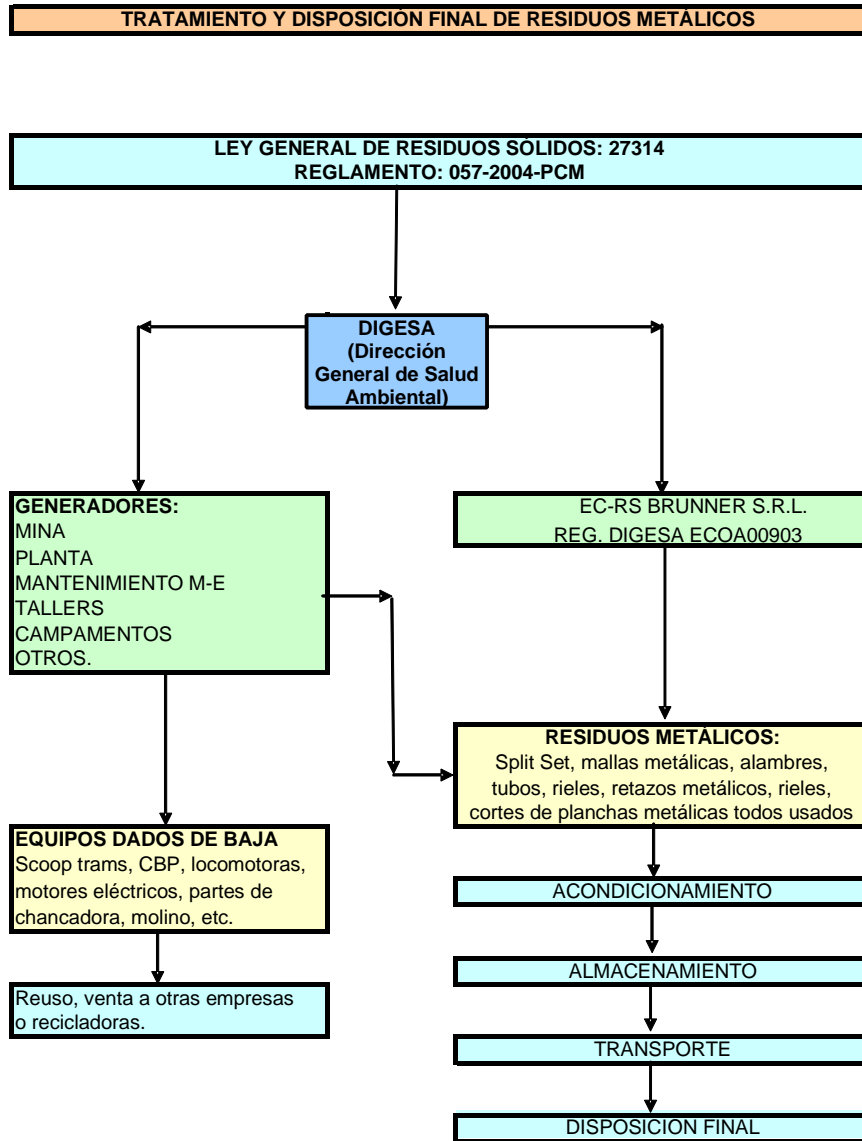 TRATAMIENTO Y DISPOSICIÓN FINAL DE RESIDUOS METÁLICOS
LEY GENERAL DE RESIDUOS SÓLIDOS: 27314
REGLAMENTO: 057-2004-PCM
DIGESA
(Dirección
General de Salud
Ambiental)
GENERADORES:
MINA
PLANTA
MANTENIMIENTO M-E
TALLERS
CAMPAMENTOS
OTROS.
EC-RS BRUNNER S.R.L.
REG. DIGESA ECOA00903
RESIDUOS METÁLICOS:
Split Set, mallas metálicas, alambres,
tubos, rieles, retazos metálicos, rieles,
cortes de planchas metálicas todos usados
EQUIPOS DADOS DE BAJA
Scoop trams, CBP, locomotoras,
motores eléctricos, partes de
chancadora, molino, etc.
Reuso, venta a otras empresas
o recicladoras.
ACONDICIONAMIENTO
ALMACENAMIENTO
TRANSPORTE
DISPOSICION FINAL